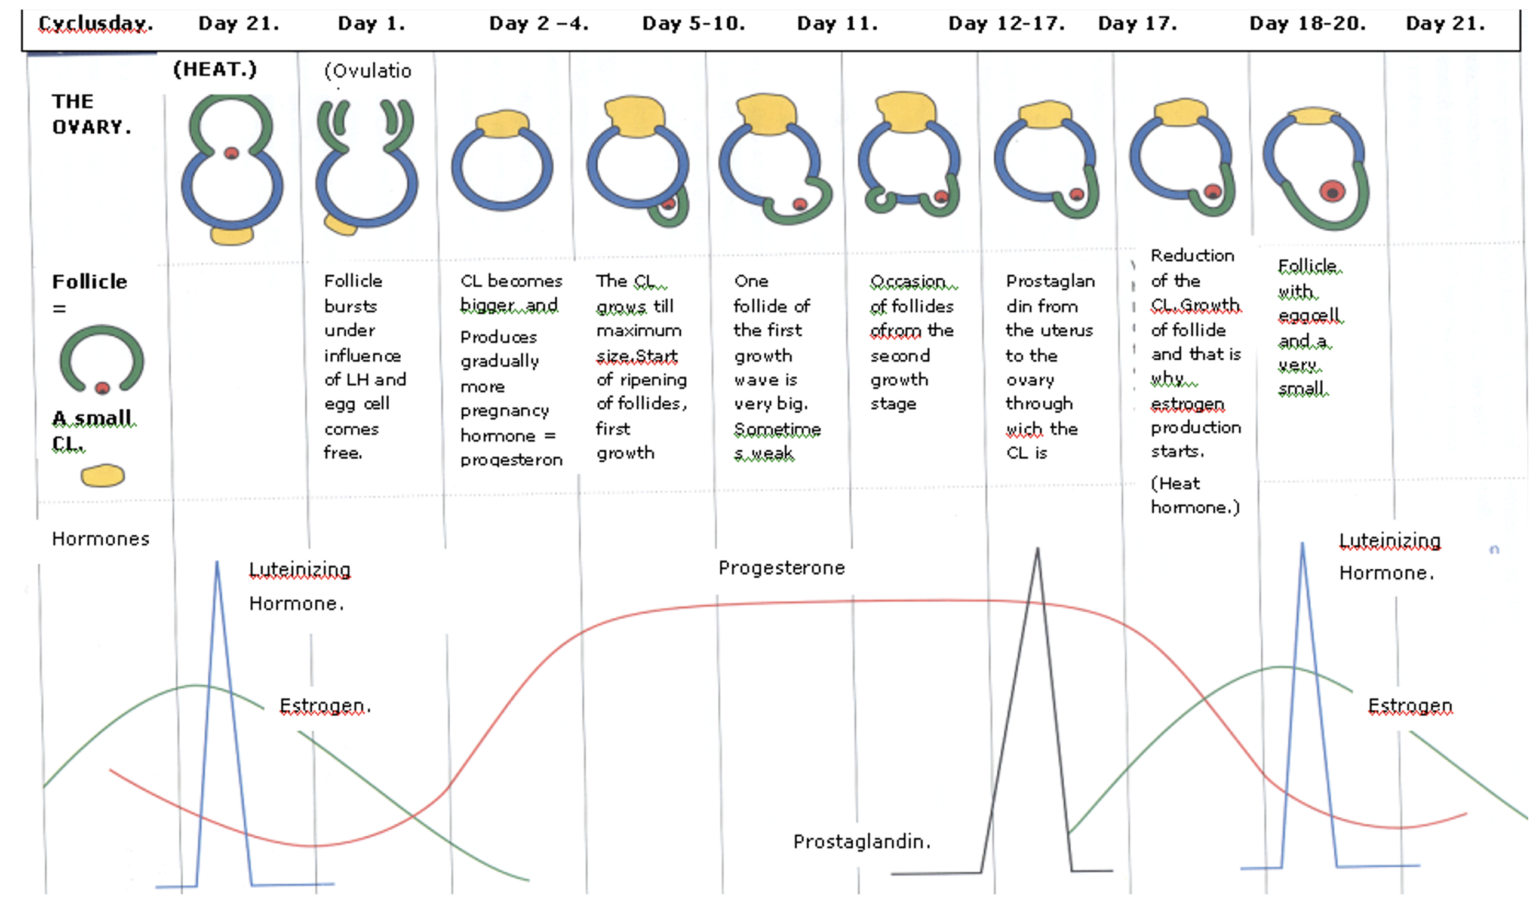 Cyclusday. Day 21. Day 1. Day 2 –4. Day 5-10. Day 11. Day 12-17. Day 17. Day 18-20. Day 21.
(HEAT.)
(Ovulatio
THE
OVARY.
Follicle
=
A small
CL.
Follicle
bursts
under
influence
of LH and
egg cell
comes
free.
CL becomes
bigger and
Produces
gradually
more
pregnancy
hormone =
progesteron
The CL
grows till
maximum
size.Start
of ripening
of follides,
first
growth
One
follide of
the first
growth
wave is
very big.
Sometime
s weak
Occasion
of follides
ofrom the
second
growth
stage
Prostaglan
din from
the uterus
to the
ovary
through
wich the
CL is
Reduction
of the
CL.Growth
of follide
and that is
why
estrogen
production
starts.
(Heat
hormone.)
Follicle
with
eggcell
and a
very
small
Hormones
Luteinizing
Hormone.
Estrogen.
Progesterone
Prostaglandin.
Luteinizing
Hormone.
n
Estrogen